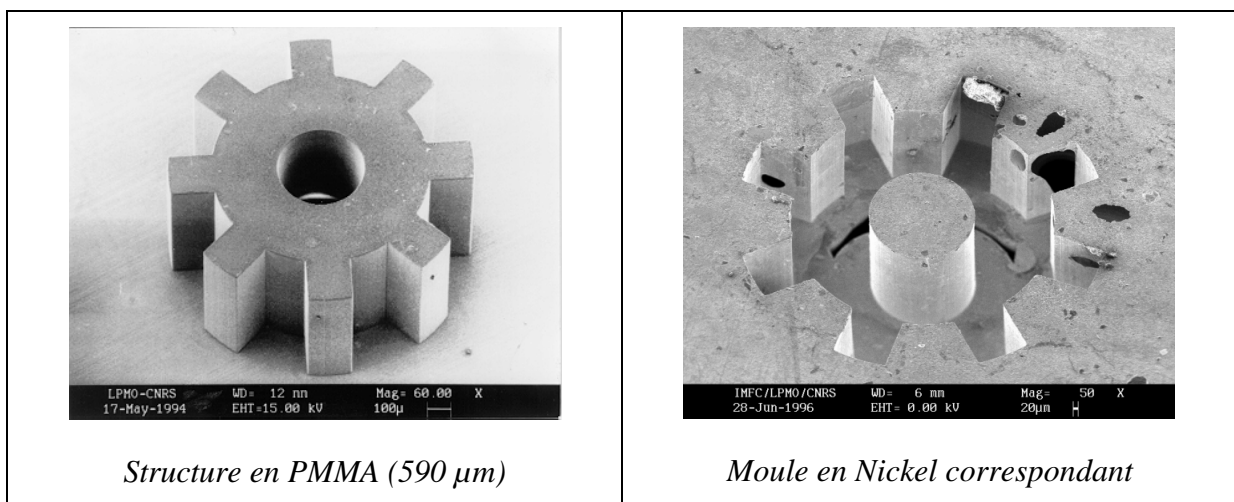 LPMO-CNRS WD= 12 nm Mag= 60.00 X
17-May-1994 EHT=15.00 kV 100µ
IMFC/LPMO/CNRS WD= 6 mm Mag= 50 X
28-Jun-1996 EHT= 0.00 kV 20µm
Structure en PMMA (590 µm)
Moule en Nickel correspondant